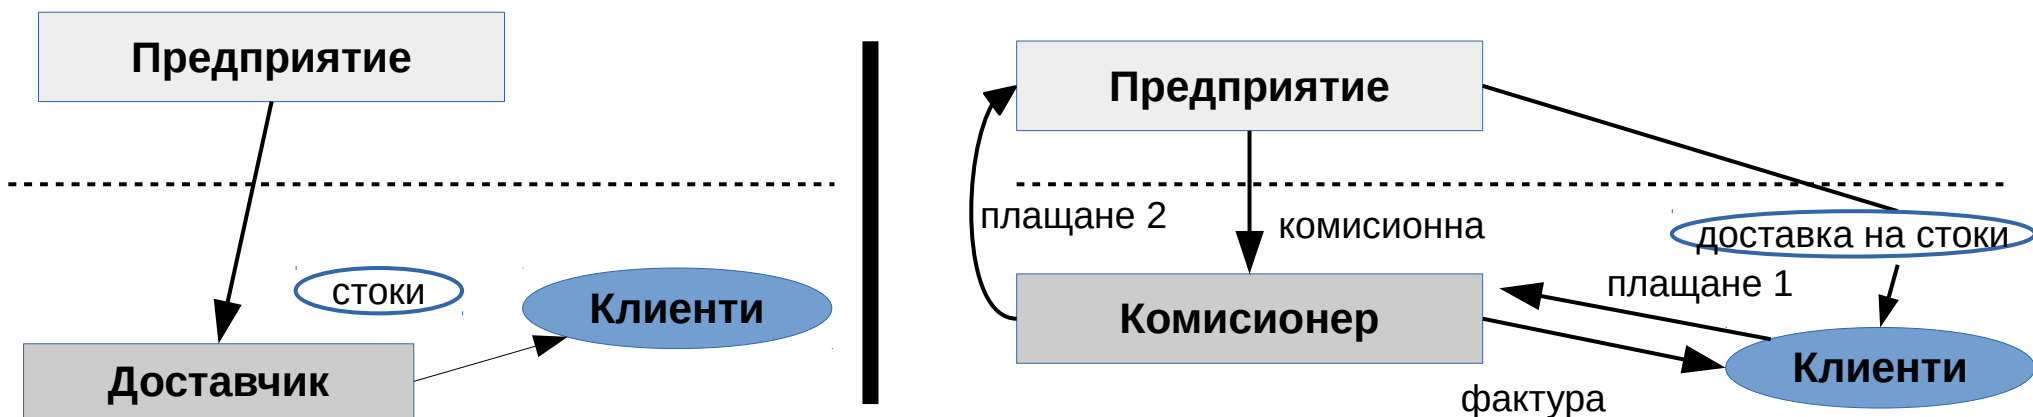 Предприятие
стоки
Клиенти
Доставчик
Предприятие
плащане 2
комисионна
доставка на стоки
плащане 1
Комисионер
Клиенти
фактура